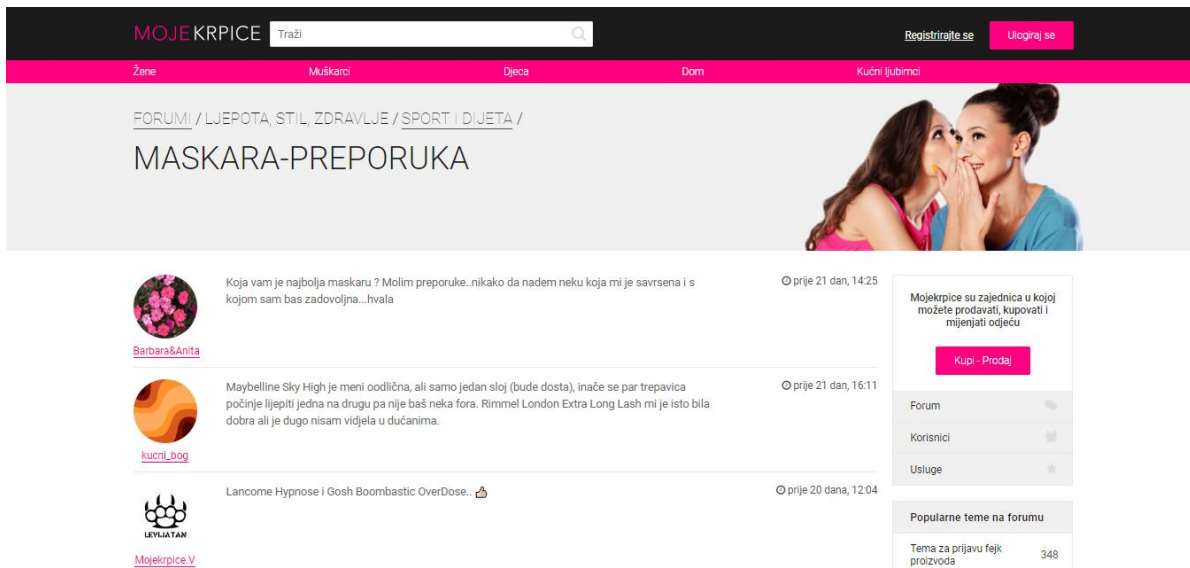 MOJEKRPICE Traži Registrirajte se Ulogiraj se
Žene Muškarci Djeca Dom Kućni ljubimci
FORUMI / LJEPOTA, STIL, ZDRAVLJE / SPORT I DIJETA /
MASKARA-PREPORUKA
Koja vam je najbolja maskaru ? Molim preporuke..nikako da nadem neku koja mi je savrsena i s
kojom sam bas zadovoljna...hvala
prije 21 dan, 14:25
Barbara&Anita
Maybelline Sky High je meni oodlična, ali samo jedan sloj (bude dosta), inače se par trepavica
počinje lijepiti jedna na drugu pa nije baš neka fora. Rimmel London Extra Long Lash mi je isto bila
dobra ali je dugo nisam vidjela u dućanima.
prije 21 dan, 16:11
kucni_bog
Lancome Hypnose i Gosh Boombastic OverDose.. 👍
prije 20 dana, 12:04
LEVIJATAN
Mojekrpice.V
Mojekrpice su zajednica u kojoj
možete prodavati, kupovati i
mijenjati odjeću
Kupi - Prodaj
Forum
Korisnici
Usluge
Popularne teme na forumu
Tema za prijavu fejk
proizvoda
348